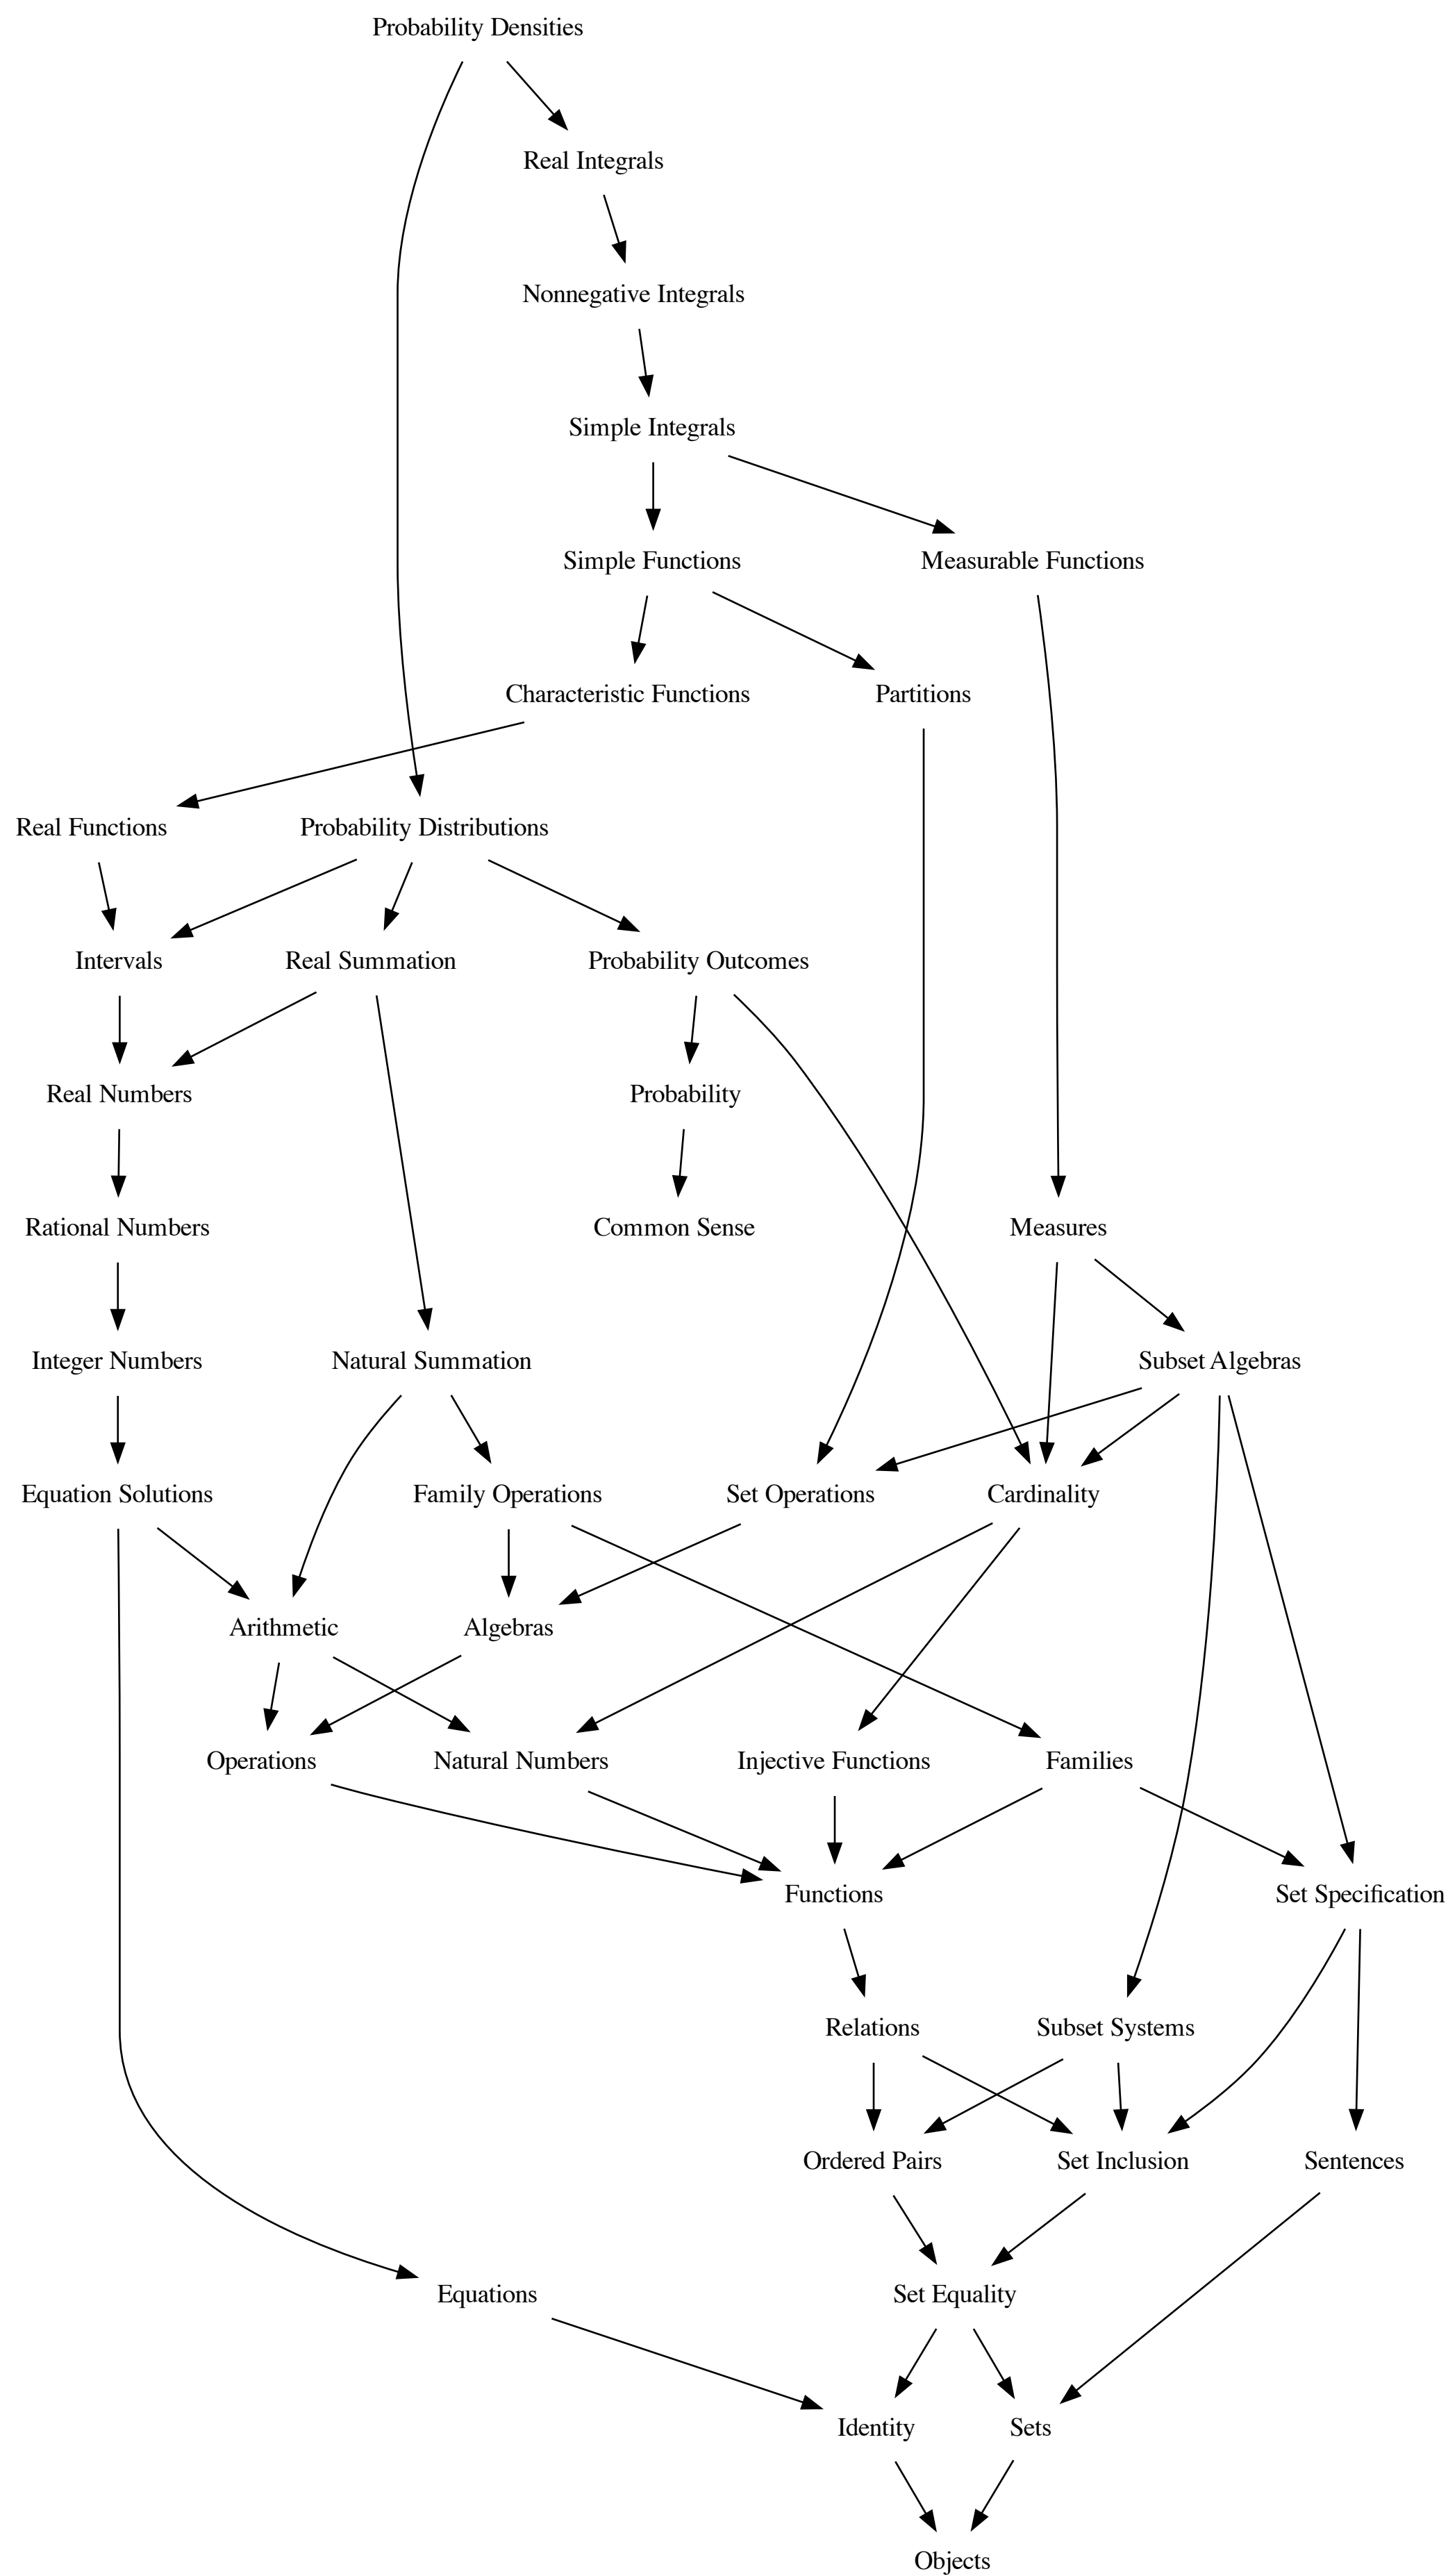 Probability Densities
Real Integrals
Nonnegative Integrals
Simple Integrals
Simple Functions
Measurable Functions
Characteristic Functions
Partitions
Real Functions
Probability Distributions
Intervals
Real Summation
Probability Outcomes
Real Numbers
Probability
Rational Numbers
Common Sense
Measures
Integer Numbers
Natural Summation
Subset Algebras
Equation Solutions
Family Operations
Set Operations
Cardinality
Arithmetic
Algebras
Operations
Natural Numbers
Injective Functions
Families
Functions
Set Specification
Relations
Subset Systems
Ordered Pairs
Set Inclusion
Sentences
Equations
Set Equality
Identity
Sets
Objects